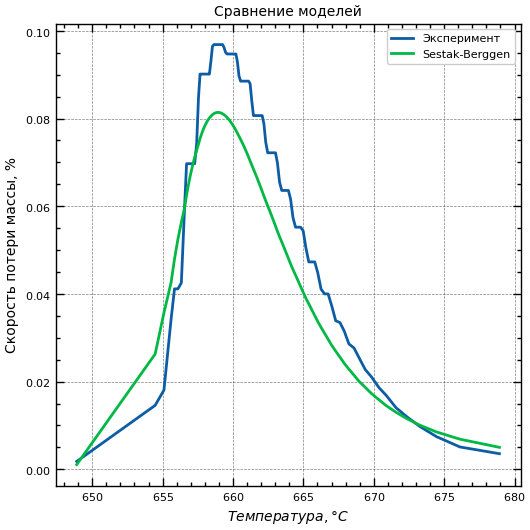 Сравнение моделей
Эксперимент
Sestak-Berggen
Скорость потери массы, %
0.10
0.08
0.06
0.04
0.02
0.00
650 655 660 665 670 675 680
Температура, °C